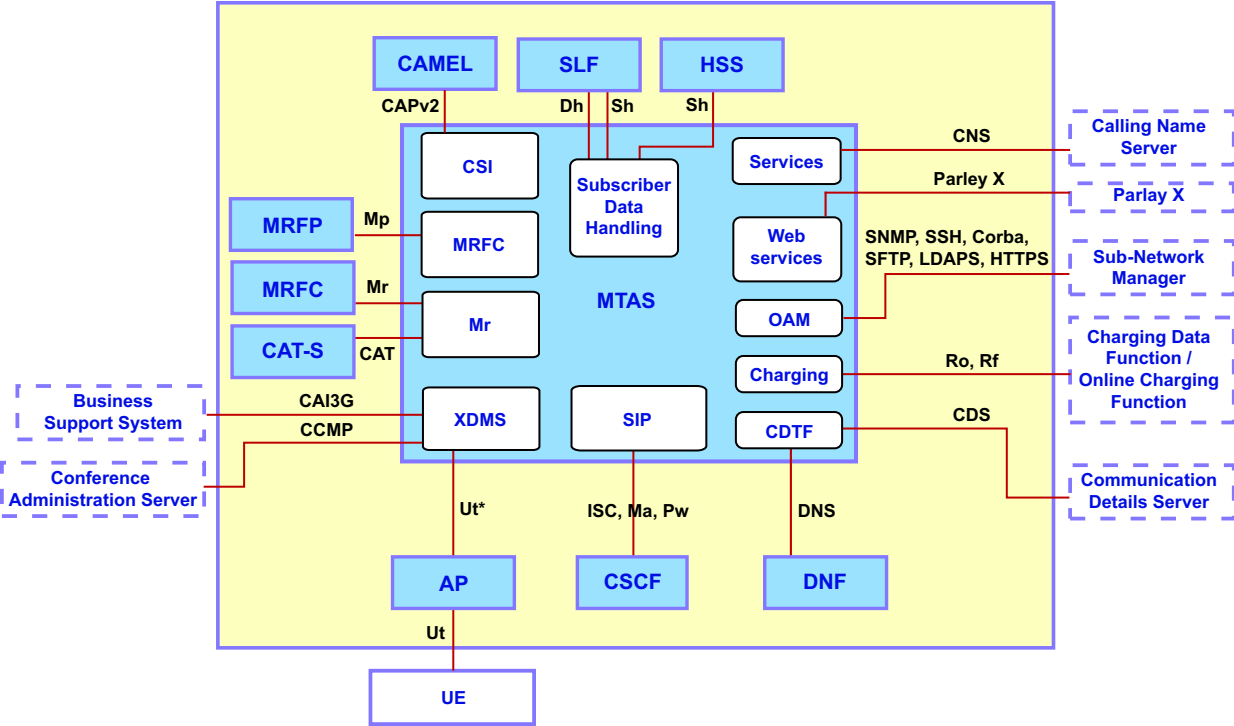 CAMEL
SLF
HSS
CAPv2
Dh
Sh
Sh
Calling Name
Server
CNS
CSI
Subscriber
Data
Handling
Services
Parley X
Parlay X
MRFP
Mp
MRFC
Web
services
SNMP, SSH, Corba,
SFTP, LDAPS, HTTPS
Sub-Network
Manager
MRFC
Mr
MTAS
Mr
OAM
CAT-S
CAT
Charging
Ro, Rf
Charging Data
Function /
Online Charging
Function
Business
Support System
CAI3G
CCMP
XDMS
SIP
CDTF
CDS
Conference
Administration Server
Communication
Details Server
Ut*
ISC, Ma, Pw
DNS
AP
CSCF
DNF
Ut
UE